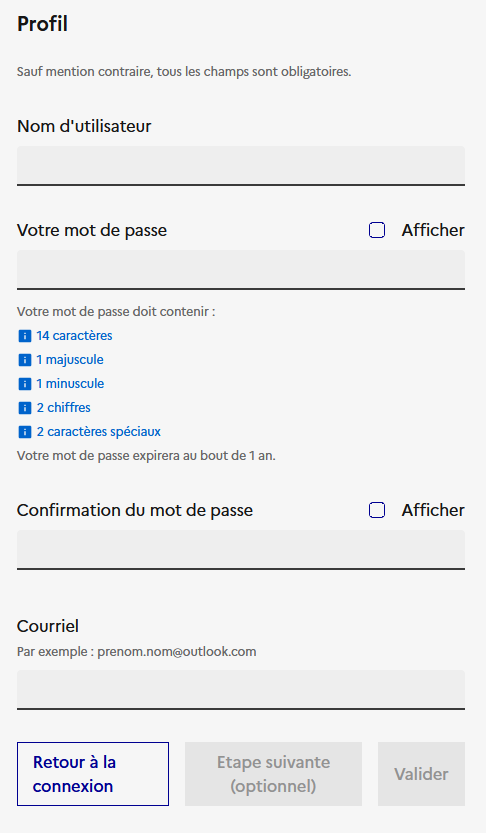 Profil
Sauf mention contraire, tous les champs sont obligatoires.
Nom d'utilisateur
Votre mot de passe
Afficher
Votre mot de passe doit contenir :
14 caractères
1 majuscule
1 minuscule
2 chiffres
2 caractères spéciaux
Votre mot de passe expirera au bout de 1 an.
Confirmation du mot de passe
Afficher
Courriel
Par exemple : prenom.nom@outlook.com
Retour à la
connexion
Etape suivante
(optionnel)
Valider